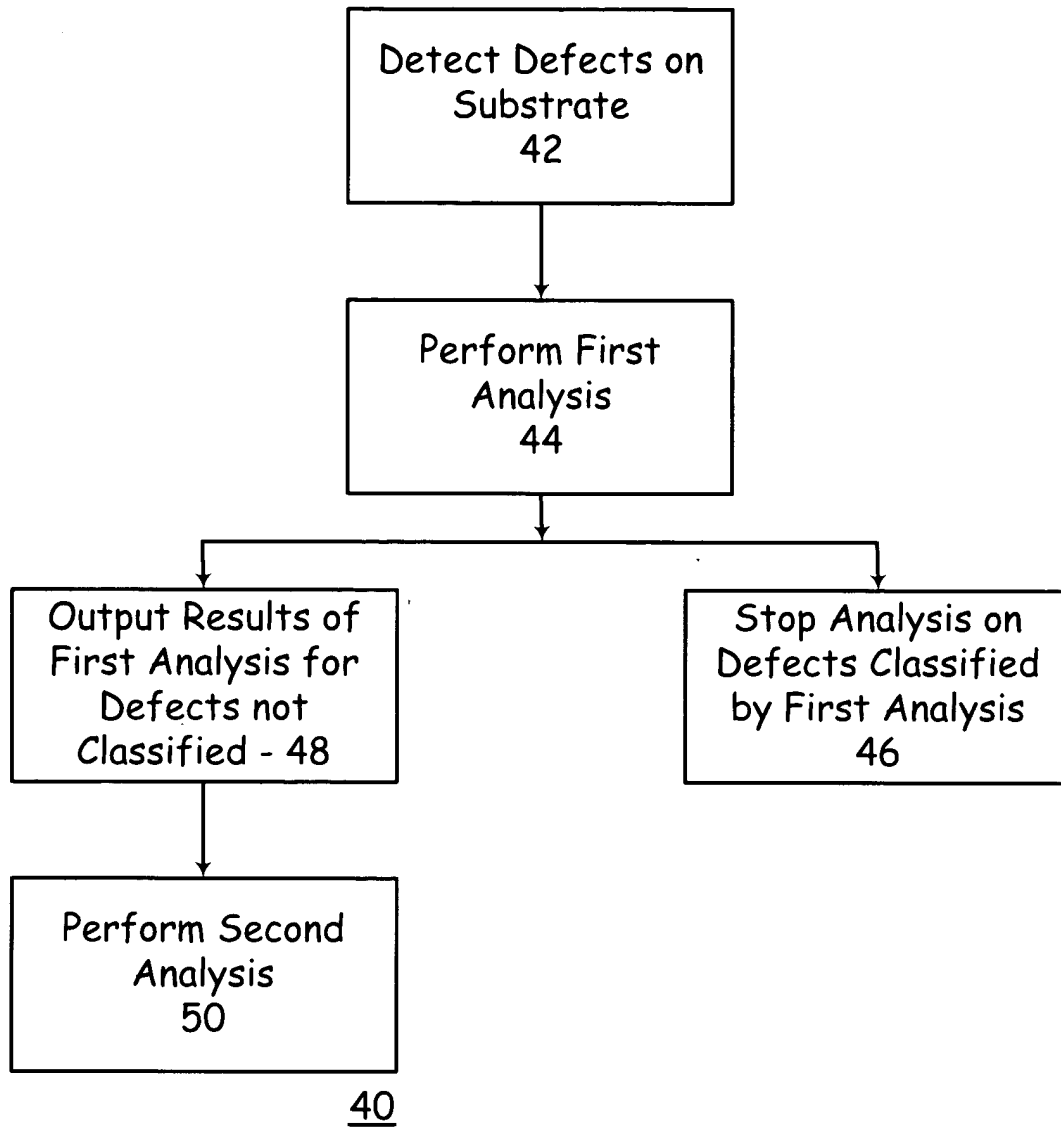 Detect Defects on
Substrate
42
Perform First
Analysis
44
Output Results of
First Analysis for
Defects not
Classified - 48
Stop Analysis on
Defects Classified
by First Analysis
46
Perform Second
Analysis
50
40